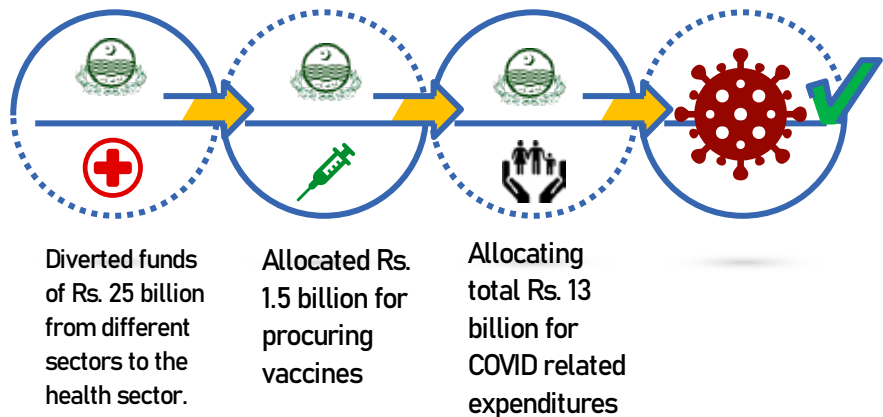 Diverted funds
of Rs. 25 billion
from different
sectors to the
health sector.
Allocated Rs.
1.5 billion for
procuring
vaccines
Allocating
total Rs. 13
billion for
COVID related
expenditures